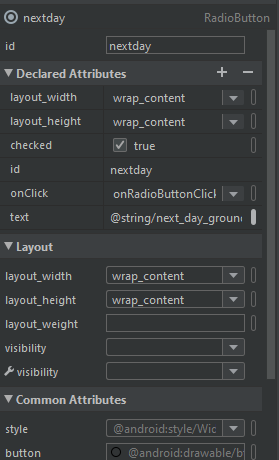 nextday RadioButton
id nextday
Declared Attributes
layout_width wrap_content
layout_height wrap_content
checked true
id nextday
onClick onRadioButtonClick
text @string/next_day_ground
Layout
layout_width wrap_content
layout_height wrap_content
layout_weight
visibility
visibility
Common Attributes
style @android:style/Wid
button @android:drawable/b